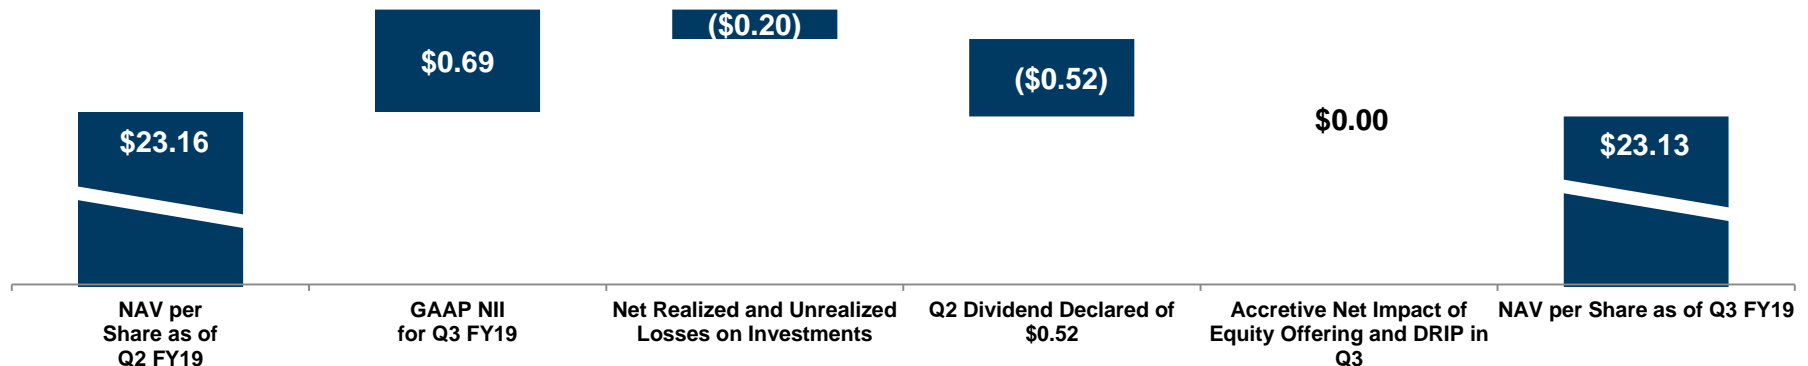 $23.16
$0.69
($0.20)
($0.52)
$0.00
$23.13
NAV per
Share as of
Q2 FY19
GAAP NII
for Q3 FY19
Net Realized and Unrealized
Losses on Investments
Q2 Dividend Declared of
$0.52
Accretive Net Impact of
Equity Offering and DRIP in
Q3
NAV per Share as of Q3 FY19